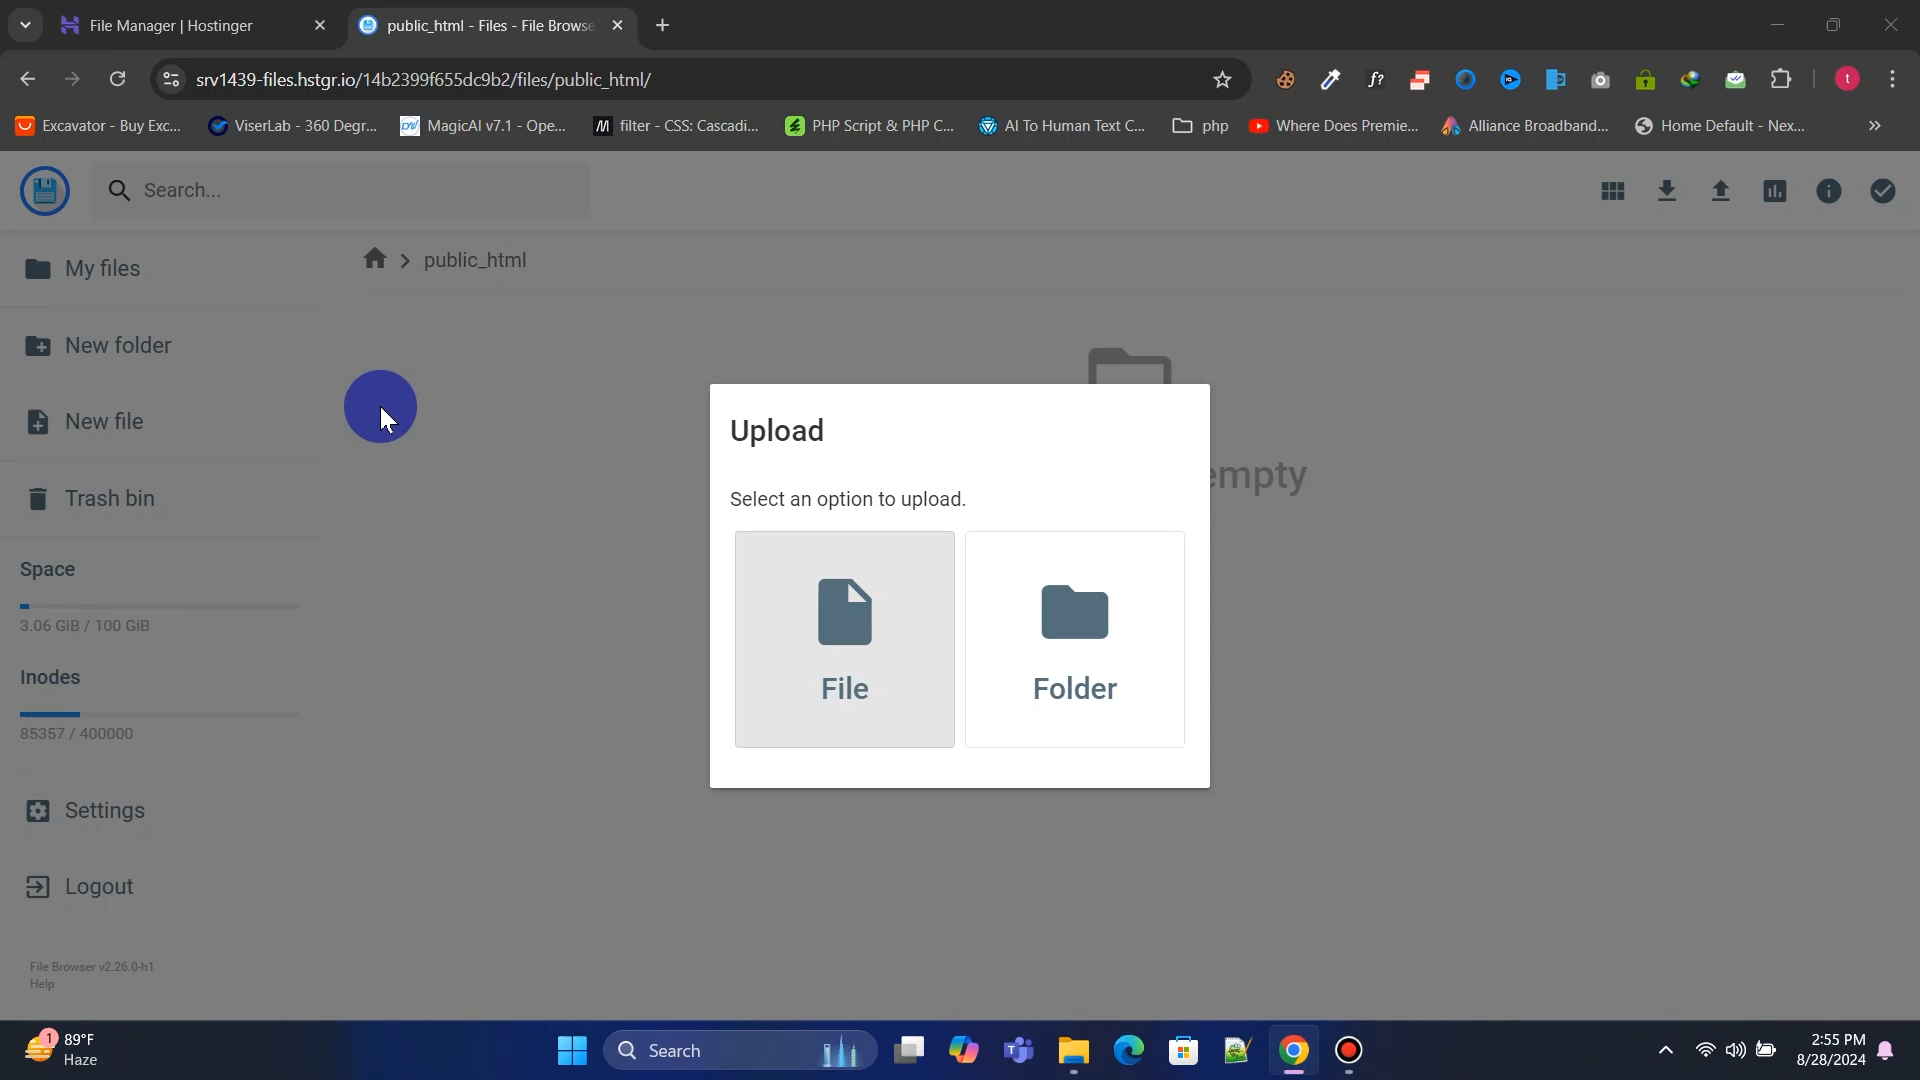 File Manager | Hostinger
public_html - Files - File Browse
srv1439-files.hstgr.io/14b2399f655dc9b2/files/public_html/
f?
t
Excavator - Buy Exc...
ViserLab - 360 Degr...
MagicAI v7.1 - Ope...
filter - CSS: Cascadi...
PHP Script & PHP C...
AI To Human Text C...
php
Where Does Premie...
Alliance Broadband...
Home Default - Nex...
Search...
My files
public_html
New folder
New file
Trash bin
Space
3.06 GiB / 100 GiB
Inodes
85357 / 400000
Settings
Logout
File Browser v2.26.0-h1
Help
empty
Upload
Select an option to upload.
File
Folder
1
89°F
Haze
Search
2:55 PM
8/28/2024